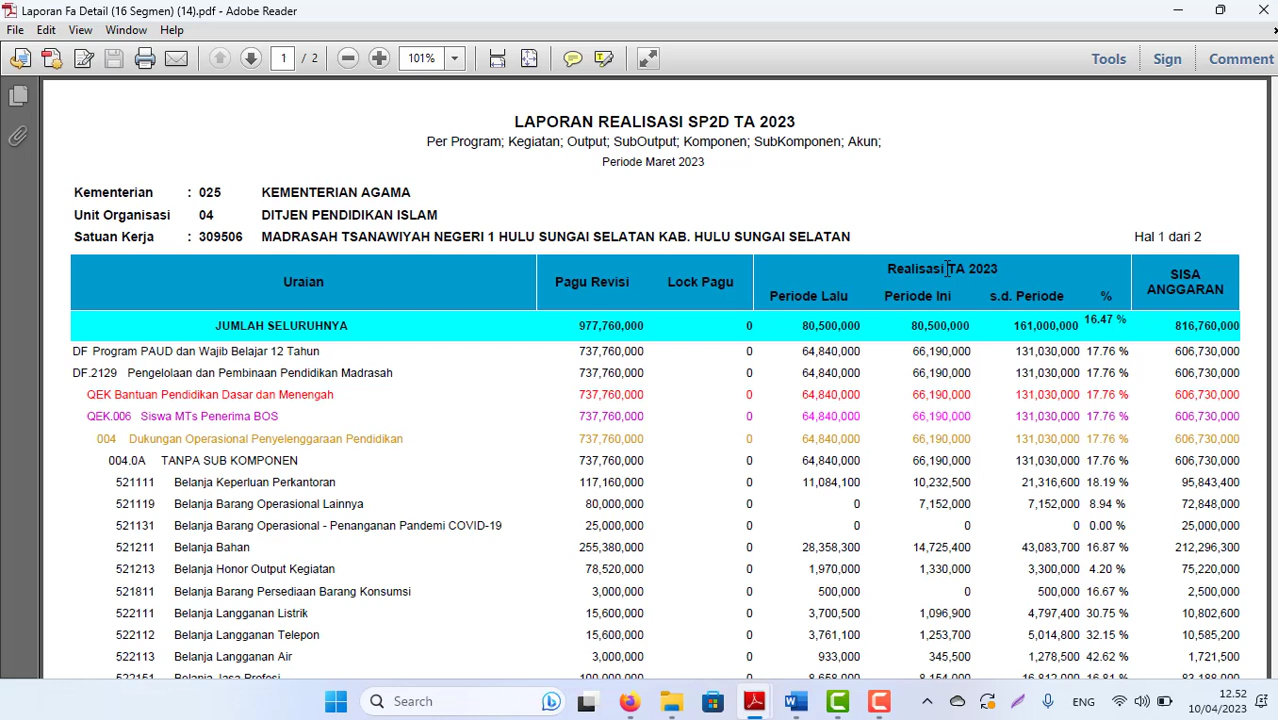 Laporan Fa Detail (16 Segmen) (14).pdf - Adobe Reader
File Edit View Window Help
1 / 2 101% Tools Sign Comment
LAPORAN REALISASI SP2D TA 2023
Per Program; Kegiatan; Output; SubOutput; Komponen; SubKomponen; Akun;
Periode Maret 2023
Kementerian : 025 KEMENTERIAN AGAMA
Unit Organisasi 04 DITJEN PENDIDIKAN ISLAM
Satuan Kerja : 309506 MADRASAH TSANAWIYAH NEGERI 1 HULU SUNGAI SELATAN KAB. HULU SUNGAI SELATAN Hal 1 dari 2
Realisasi TA 2023
Uraian Pagu Revisi Lock Pagu Periode Lalu Periode Ini s.d. Periode % SISA ANGGARAN
JUMLAH SELURUHNYA 977,760,000 0 80,500,000 80,500,000 161,000,000 16.47 % 816,760,000
DF Program PAUD dan Wajib Belajar 12 Tahun 737,760,000 0 64,840,000 66,190,000 131,030,000 17.76 % 606,730,000
DF.2129 Pengelolaan dan Pembinaan Pendidikan Madrasah 737,760,000 0 64,840,000 66,190,000 131,030,000 17.76 % 606,730,000
QEK Bantuan Pendidikan Dasar dan Menengah 737,760,000 0 64,840,000 66,190,000 131,030,000 17.76 % 606,730,000
QEK.006 Siswa MTs Penerima BOS 737,760,000 0 64,840,000 66,190,000 131,030,000 17.76 % 606,730,000
004 Dukungan Operasional Penyelenggaraan Pendidikan 737,760,000 0 64,840,000 66,190,000 131,030,000 17.76 % 606,730,000
004.0A TANPA SUB KOMPONEN 737,760,000 0 64,840,000 66,190,000 131,030,000 17.76 % 606,730,000
521111 Belanja Keperluan Perkantoran 117,160,000 0 11,084,100 10,232,500 21,316,600 18.19 % 95,843,400
521119 Belanja Barang Operasional Lainnya 80,000,000 0 0 7,152,000 7,152,000 8.94 % 72,848,000
521131 Belanja Barang Operasional - Penanganan Pandemi COVID-19 25,000,000 0 0 0 0 0.00 % 25,000,000
521211 Belanja Bahan 255,380,000 0 28,358,300 14,725,400 43,083,700 16.87 % 212,296,300
521213 Belanja Honor Output Kegiatan 78,520,000 0 1,970,000 1,330,000 3,300,000 4.20 % 75,220,000
521811 Belanja Barang Persediaan Barang Konsumsi 3,000,000 0 500,000 0 500,000 16.67 % 2,500,000
522111 Belanja Langganan Listrik 15,600,000 0 3,700,500 1,096,900 4,797,400 30.75 % 10,802,600
522112 Belanja Langganan Telepon 15,600,000 0 3,761,100 1,253,700 5,014,800 32.15 % 10,585,200
522113 Belanja Langganan Air 3,000,000 0 933,000 345,500 1,278,500 42.62 % 1,721,500
522151 Belanja Jasa Profesi 100,000,000 0 8,658,000 8,154,000 16,812,000 16.81 % 83,188,000
Search ENG 12.52
10/04/2023